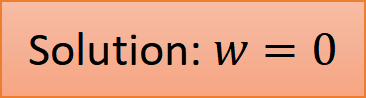 Solution: w = 0